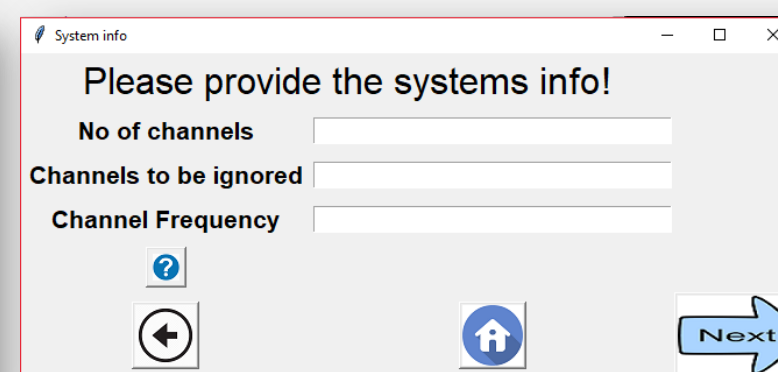 System info
Please provide the systems info!
No of channels
Channels to be ignored
Channel Frequency
?
Next